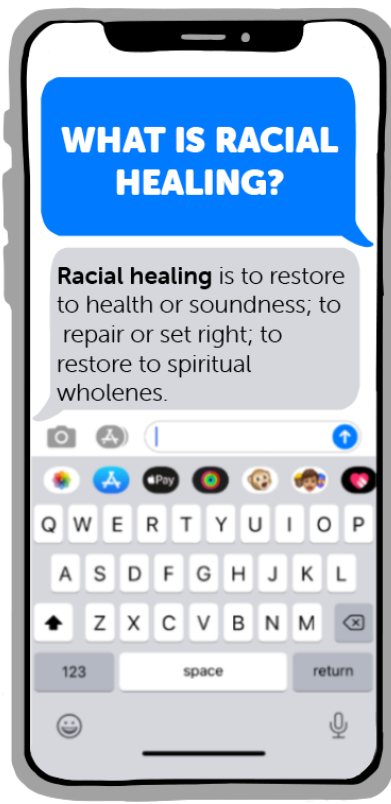 WHAT IS RACIAL
HEALING?
Racial healing is to restore
to health or soundness; to
repair or set right; to
restore to spiritual
wholenes.
Pay
Q W E R T Y U I O P
A S D F G H J K L
Z X C V B N M
123 space return